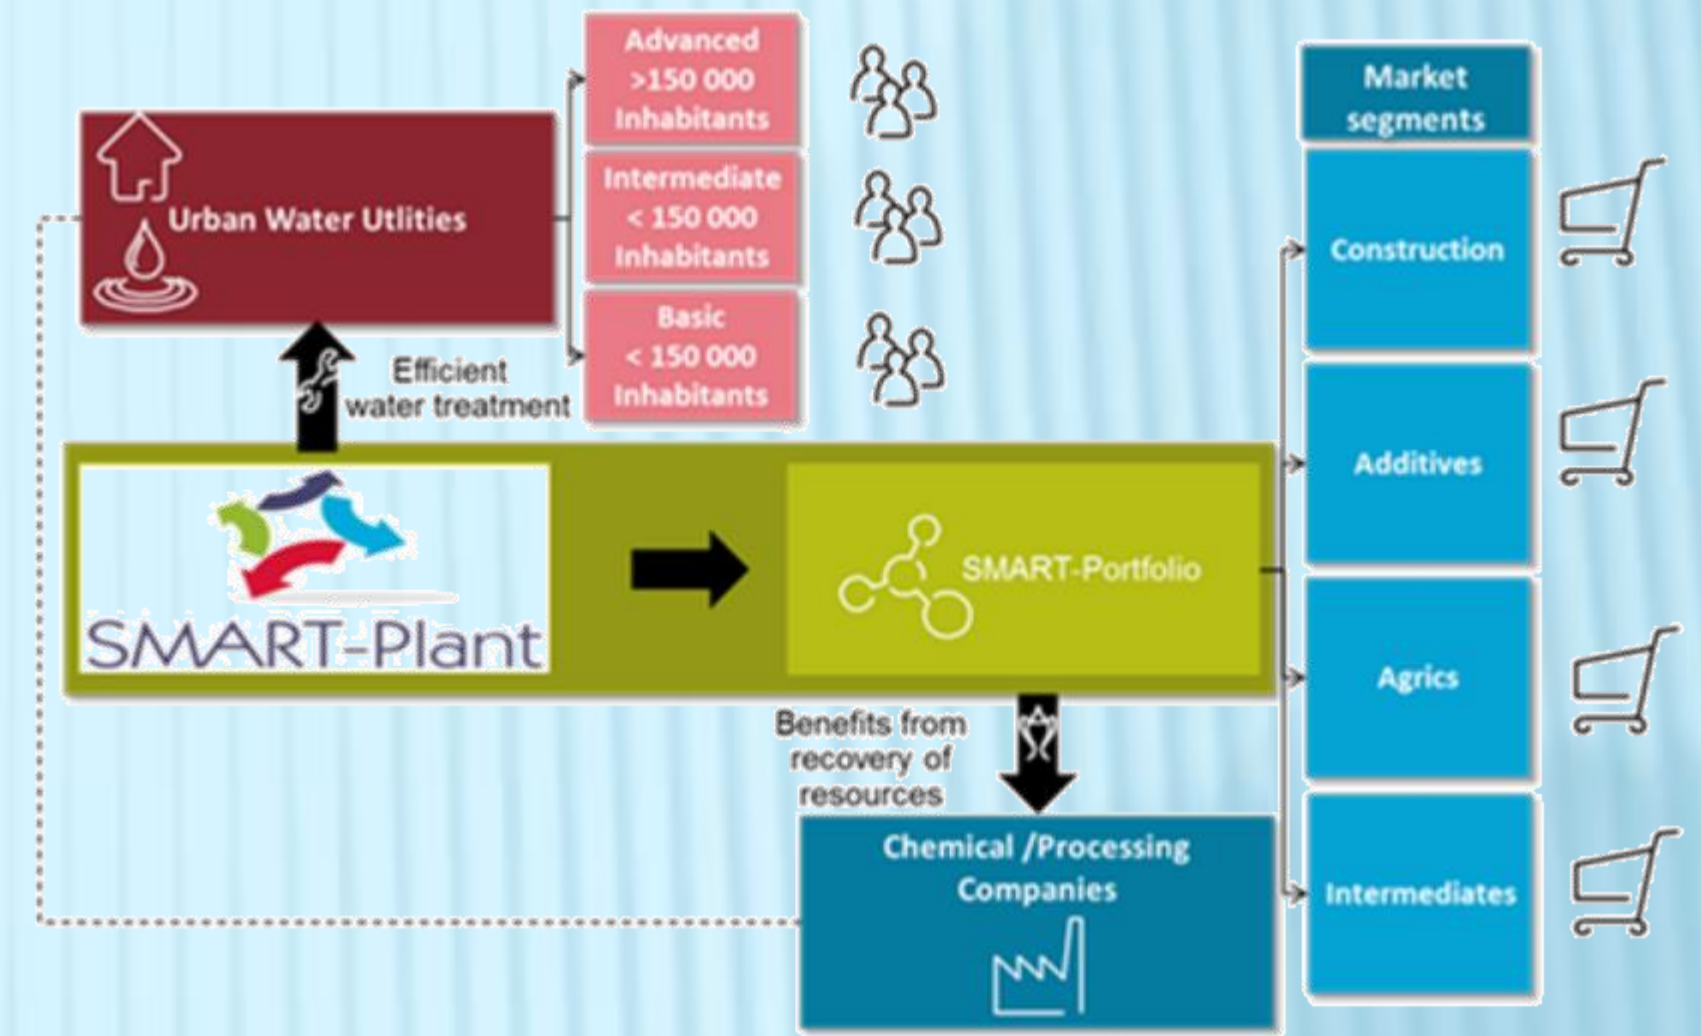 Advanced
>150 000
Inhabitants
Urban Water Utlities
Intermediate
< 150 000
Inhabitants
Basic
< 150 000
Inhabitants
Efficient
water treatment
SMART-Plant
SMART-Portfolio
Benefits from
recovery of
resources
Chemical /Processing
Companies
Market
segments
Construction
Additives
Agrics
Intermediates